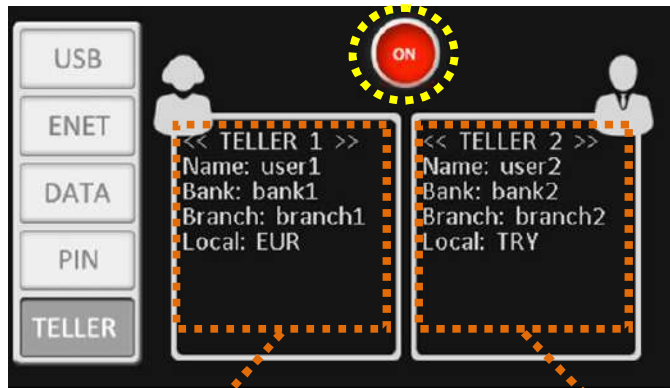 USB
ENET
DATA
PIN
TELLER
ON
<< TELLER 1 >>
Name: user1
Bank: bank1
Branch: branch1
Local: EUR
<< TELLER 2 >>
Name: user2
Bank: bank2
Branch: branch2
Local: TRY